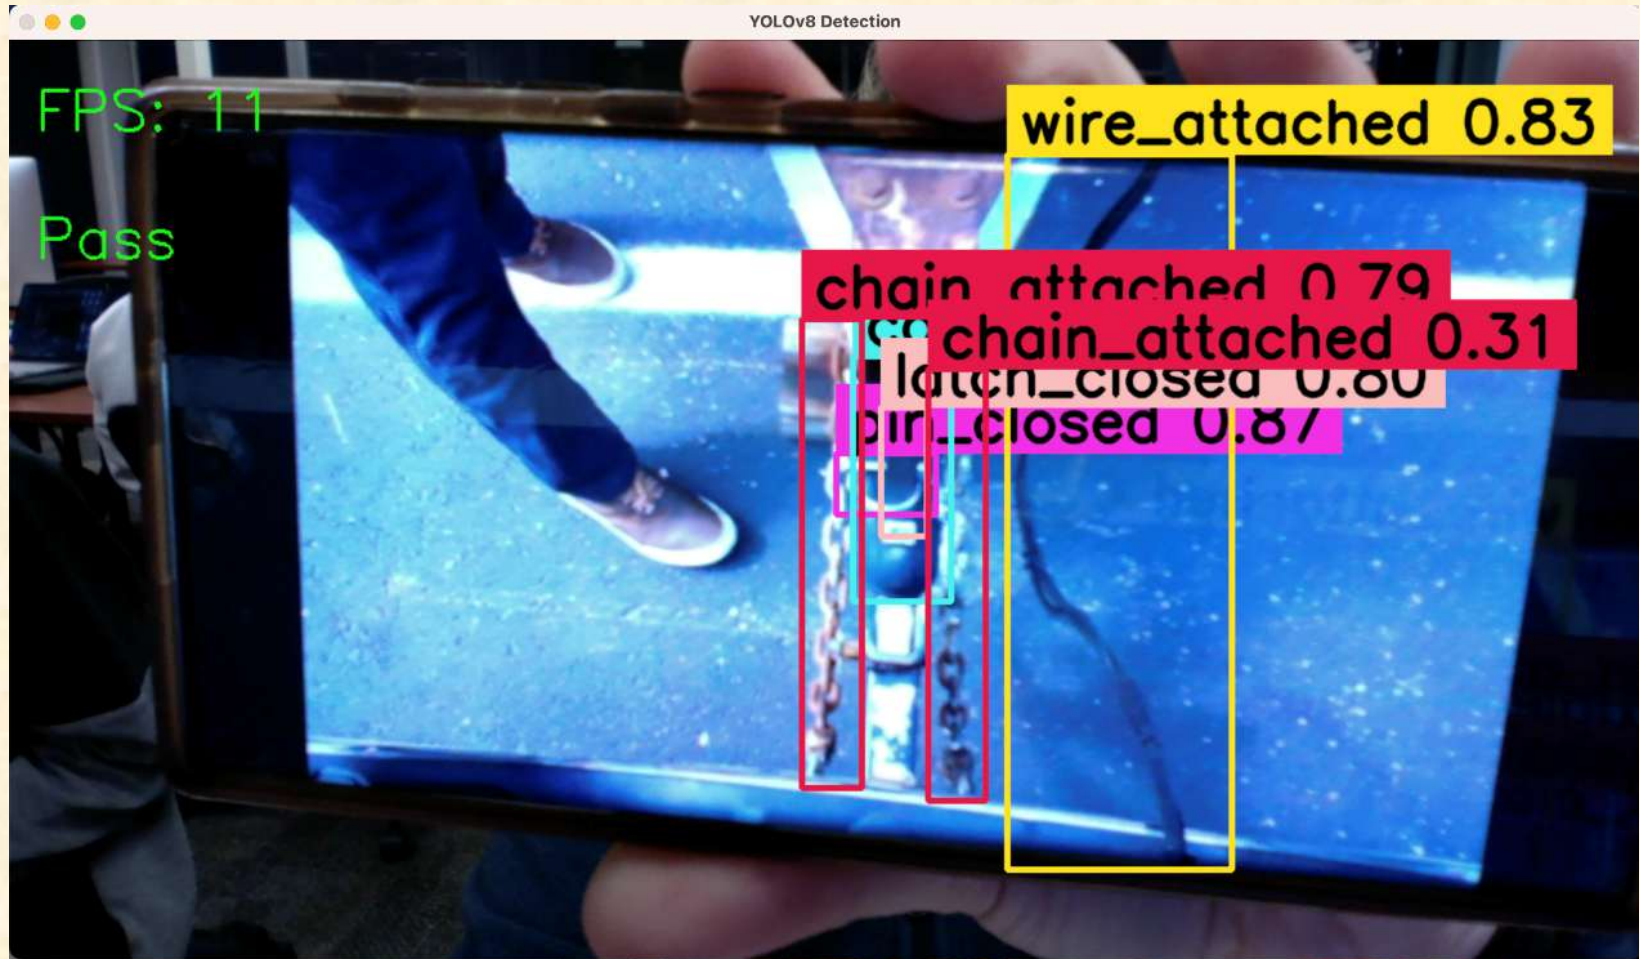 YOLOv8 Detection
FPS: 11
wire_attached 0.83
Pass
chain_attached 0.79
chain_attached 0.31
latch_closed 0.80
pin_closed 0.87